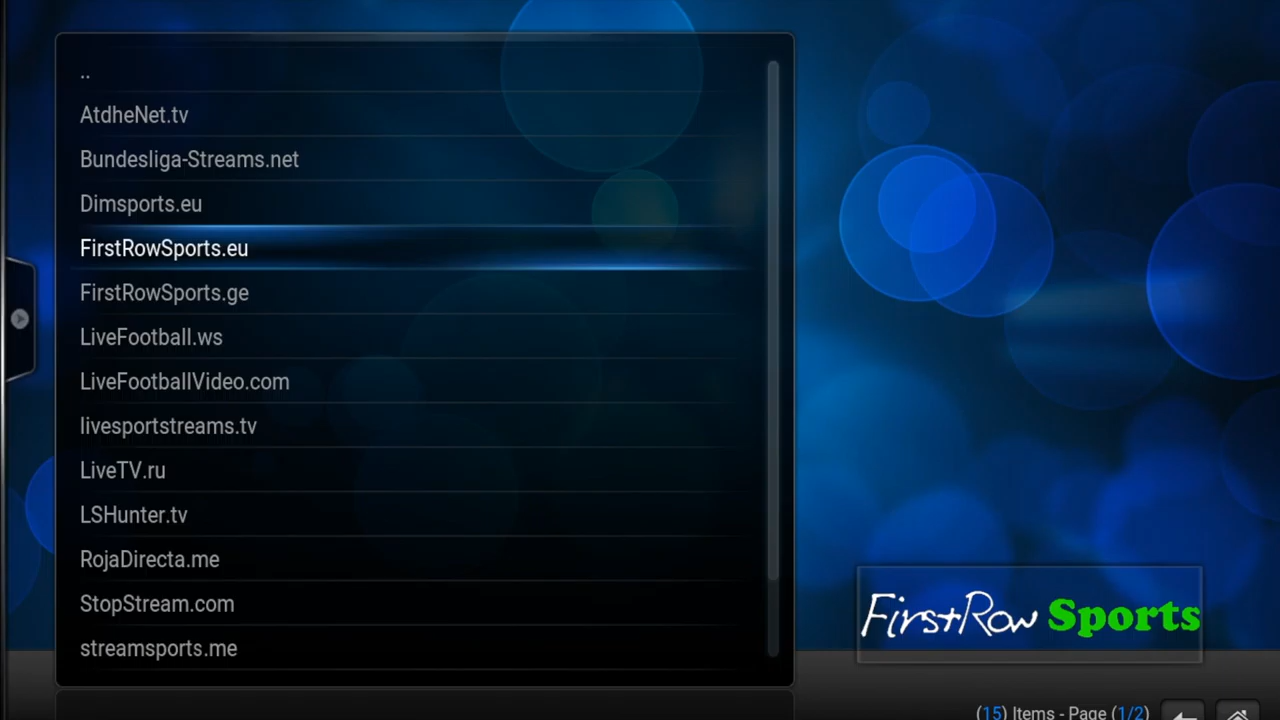 ..
AtdheNet.tv
Bundesliga-Streams.net
Dimsports.eu
FirstRowSports.eu
FirstRowSports.ge
LiveFootball.ws
LiveFootballVideo.com
livesportstreams.tv
LiveTV.ru
LSHunter.tv
RojaDirecta.me
StopStream.com
streamsports.me
FirstRow Sports
(15) Items - Page (1/2)